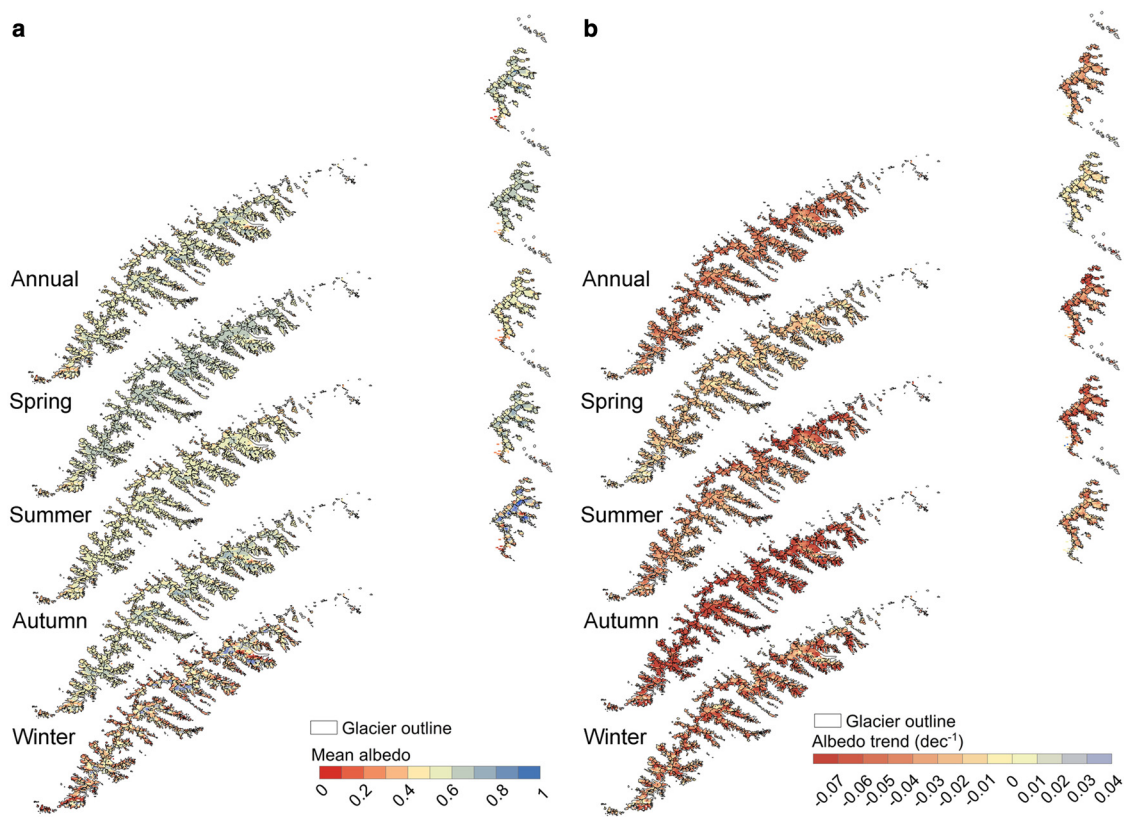 a
Annual
Spring
Summer
Autumn
Winter
Glacier outline
Mean albedo
0 0.2 0.4 0.6 0.8 1
b
Annual
Spring
Summer
Autumn
Winter
Glacier outline
Albedo trend (dec⁻¹)
-0.07 -0.06 -0.05 -0.04 -0.03 -0.02 -0.01 0 0.01 0.02 0.03 0.04